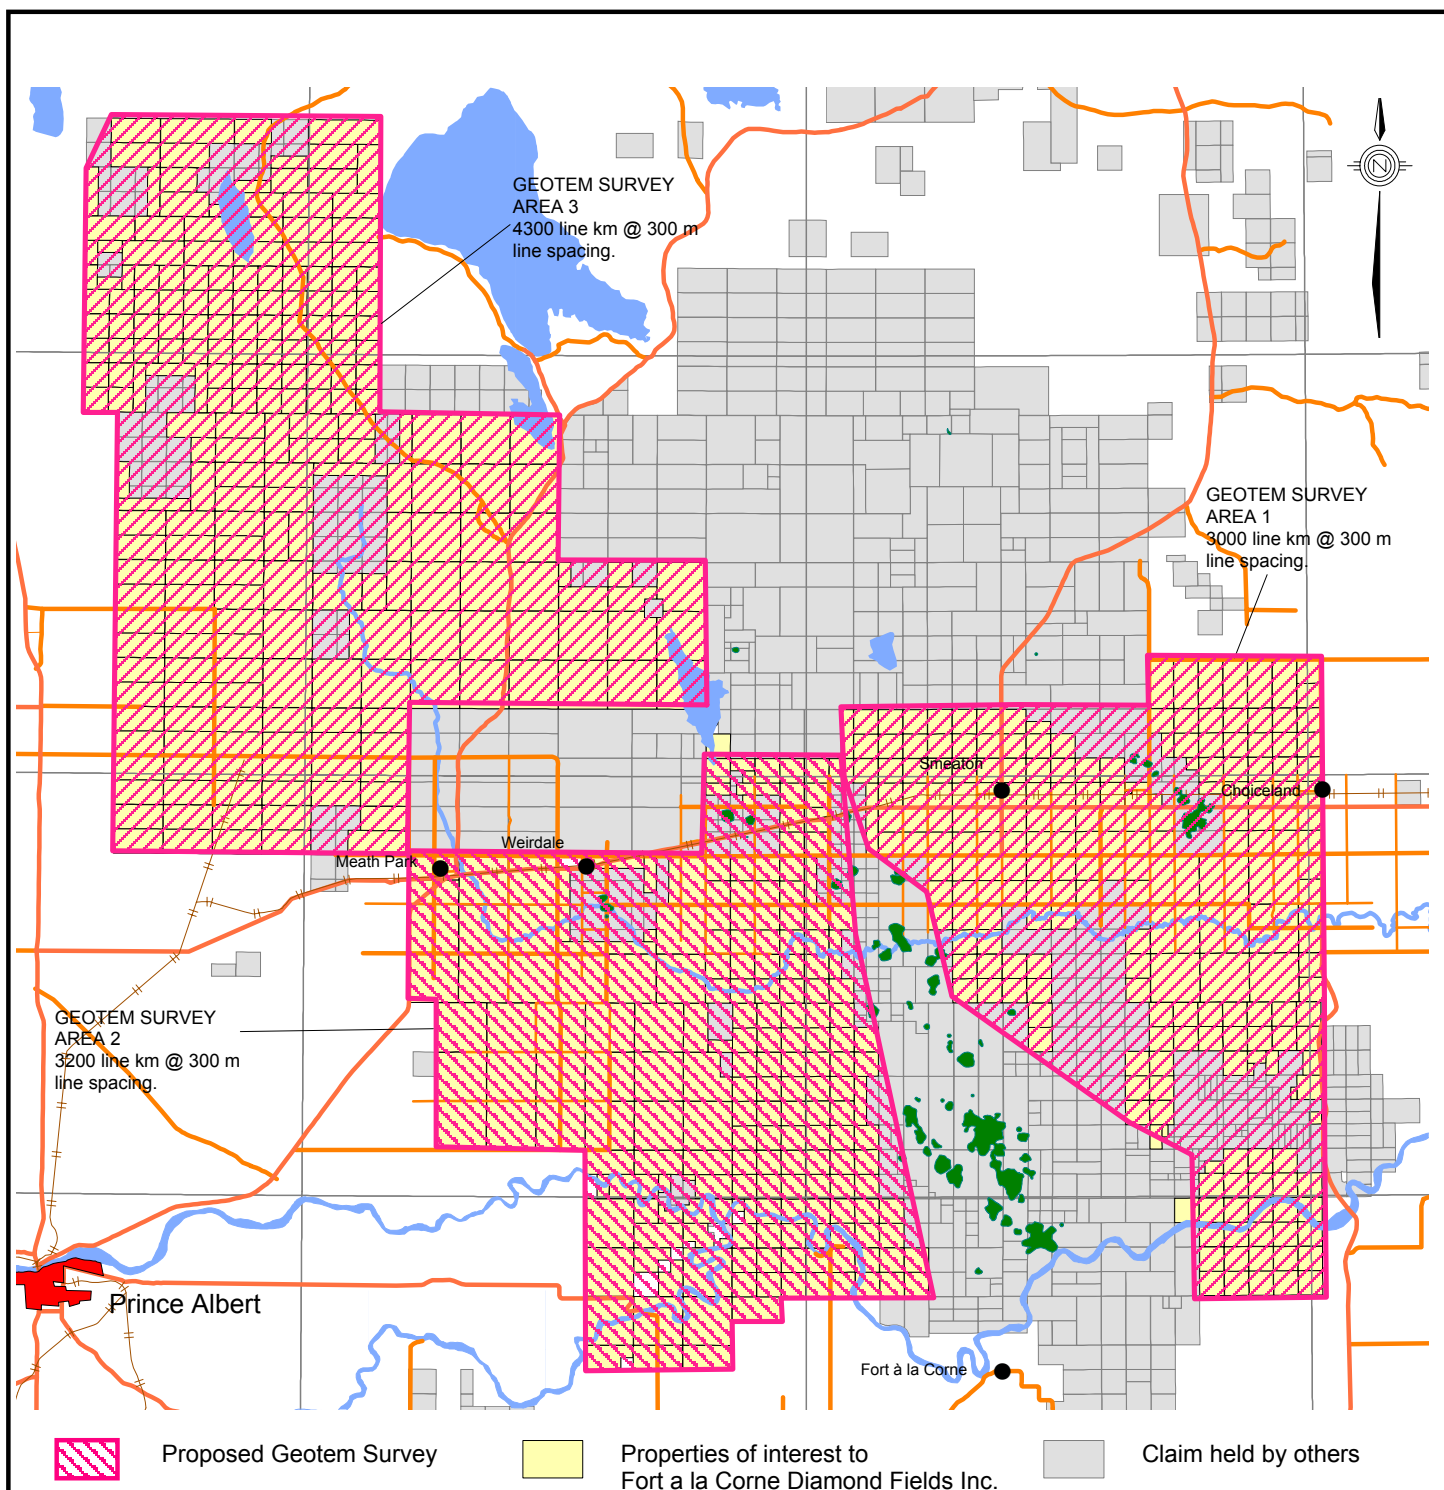 GEOTEM SURVEY
AREA 3
4300 line km @ 300 m
line spacing.
N
GEOTEM SURVEY
AREA 1
3000 line km @ 300 m
line spacing.
Smeaton
Choiceland
Weirdale
Meath Park
GEOTEM SURVEY
AREA 2
3200 line km @ 300 m
line spacing.
Prince Albert
Fort à la Corne
Proposed Geotem Survey
Properties of interest to
Fort a la Corne Diamond Fields Inc.
Claim held by others